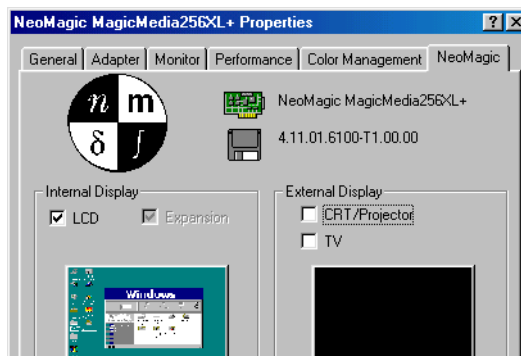 NeoMagic MagicMedia256XL+ Properties
General Adapter Monitor Performance Color Management NeoMagic
n m
δ ∫
NeoMagic MagicMedia256XL+
4.11.01.6100-T1.00.00
Internal Display
LCD Expansion
External Display
CRT/Projector
TV
Windows